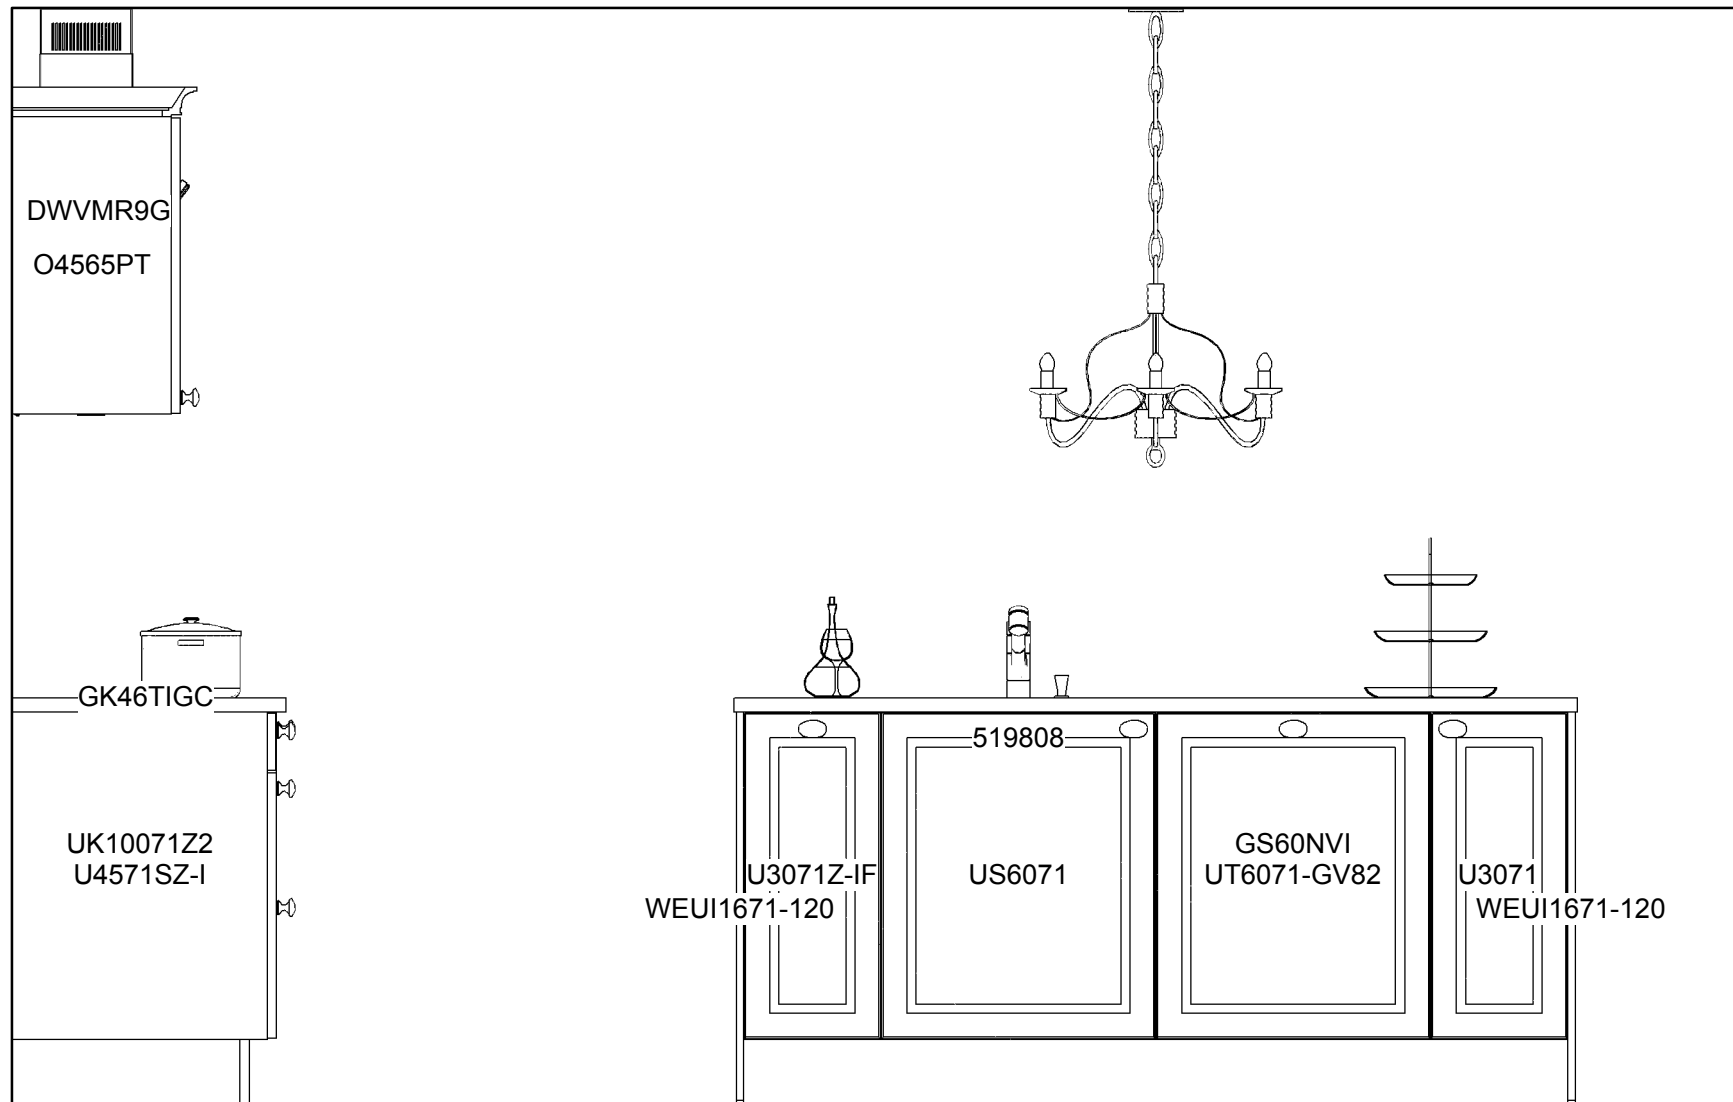 DWVMR9G
O4565PT
GK46TIGC
519808
UK10071Z2
U4571SZ-I
GS60NVI
U3071Z-IF
US6071
UT6071-GV82
U3071
WEUI1671-120
WEUI1671-120